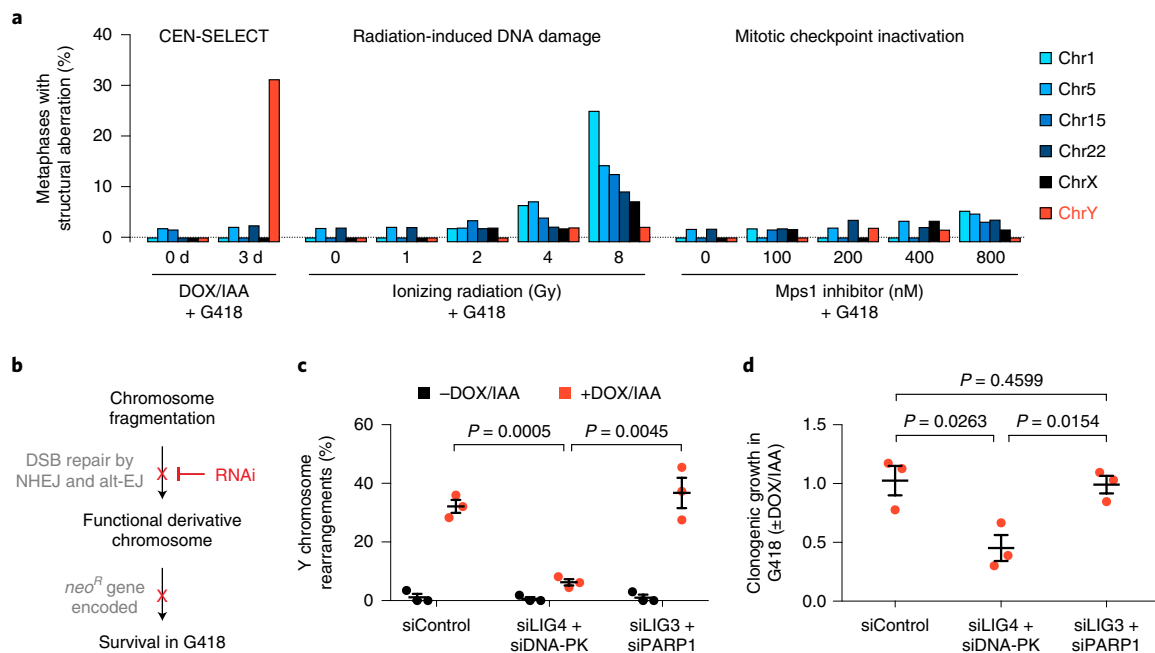 a
CEN-SELECT
Radiation-induced DNA damage
Mitotic checkpoint inactivation
Metaphases with
structural aberration (%)
40
30
20
10
0
0 d
3 d
0
1
2
4
8
0
100
200
400
800
DOX/IAA
+ G418
Ionizing radiation (Gy)
+ G418
Mps1 inhibitor (nM)
+ G418
Chr1
Chr5
Chr15
Chr22
ChrX
ChrY
b
Chromosome
fragmentation
DSB repair by
NHEJ and alt-EJ
X
RNAi
Functional derivative
chromosome
neo^R gene
encoded
X
Survival in G418
c
–DOX/IAA
+DOX/IAA
Y chromosome
rearrangements (%)
60
40
20
0
P = 0.0005
P = 0.0045
siControl
siLIG4 +
siDNA-PK
siLIG3 +
siPARP1
d
P = 0.4599
P = 0.0263
P = 0.0154
Clonogenic growth in
G418 (±DOX/IAA)
1.5
1.0
0.5
0.0
siControl
siLIG4 +
siDNA-PK
siLIG3 +
siPARP1